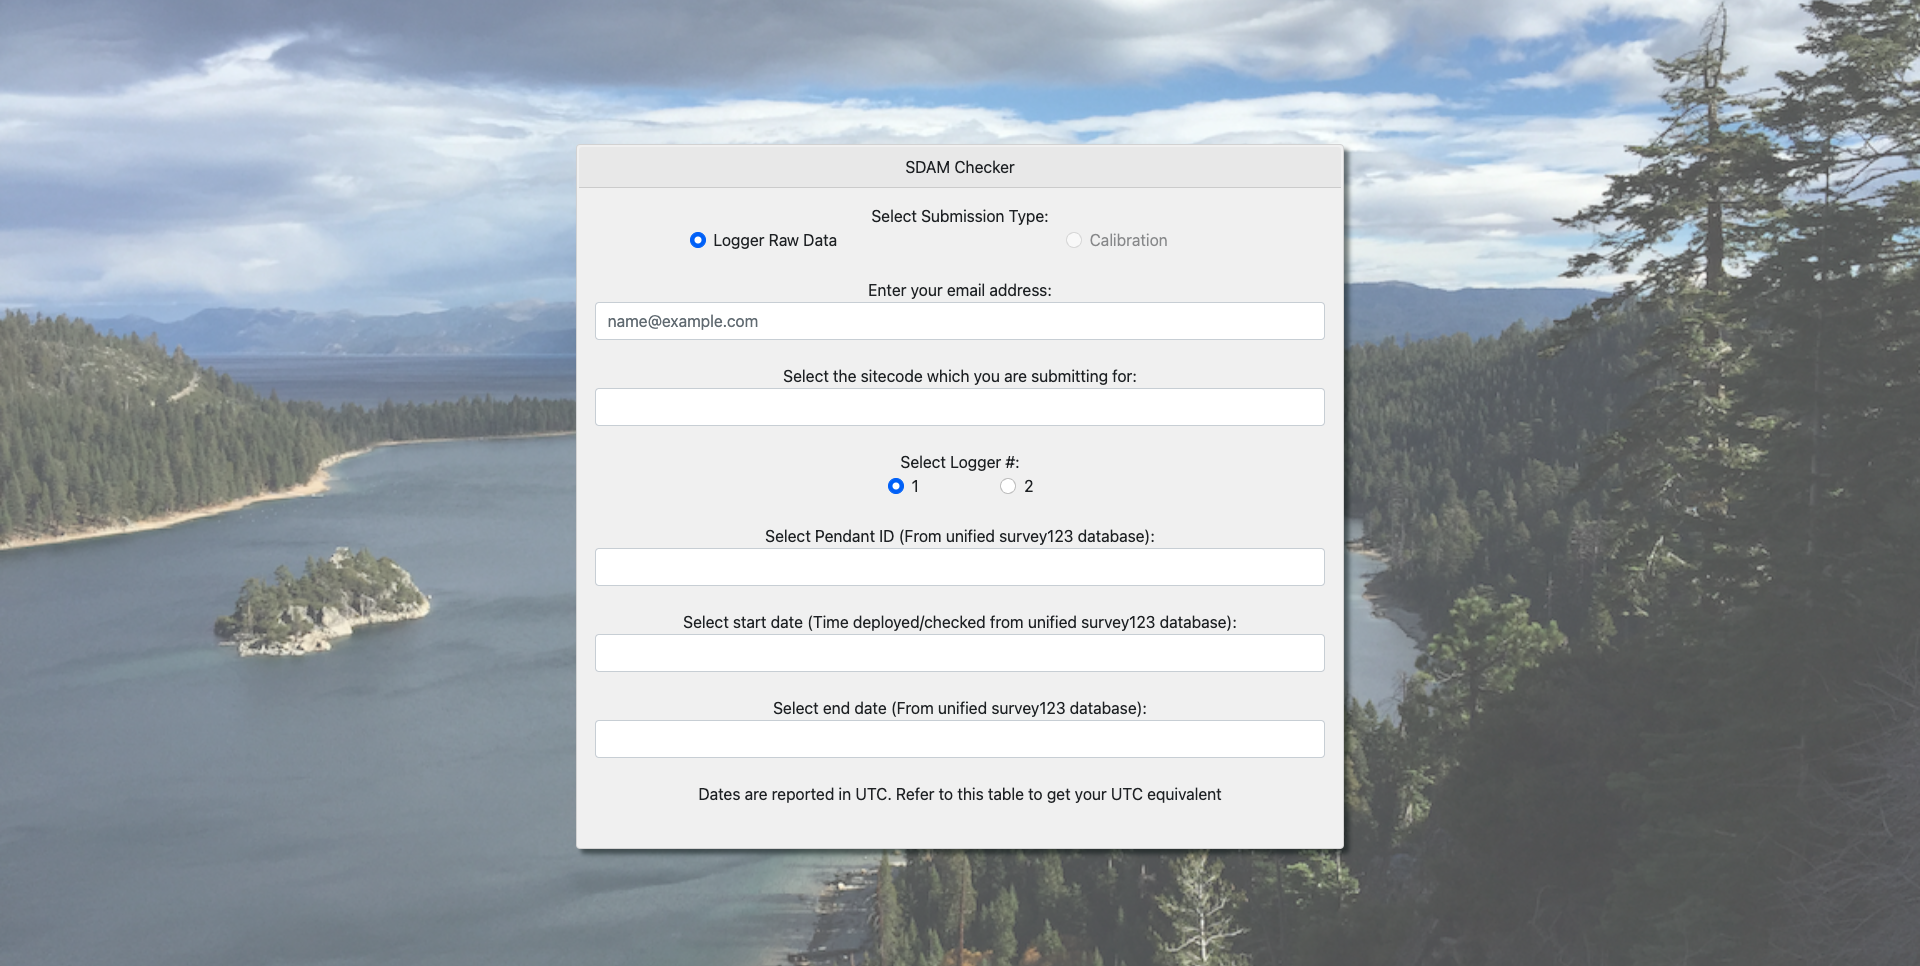 SDAM Checker
Select Submission Type:
Logger Raw Data
Calibration
Enter your email address:
name@example.com
Select the sitecode which you are submitting for:
Select Logger #:
1
2
Select Pendant ID (From unified survey123 database):
Select start date (Time deployed/checked from unified survey123 database):
Select end date (From unified survey123 database):
Dates are reported in UTC. Refer to this table to get your UTC equivalent